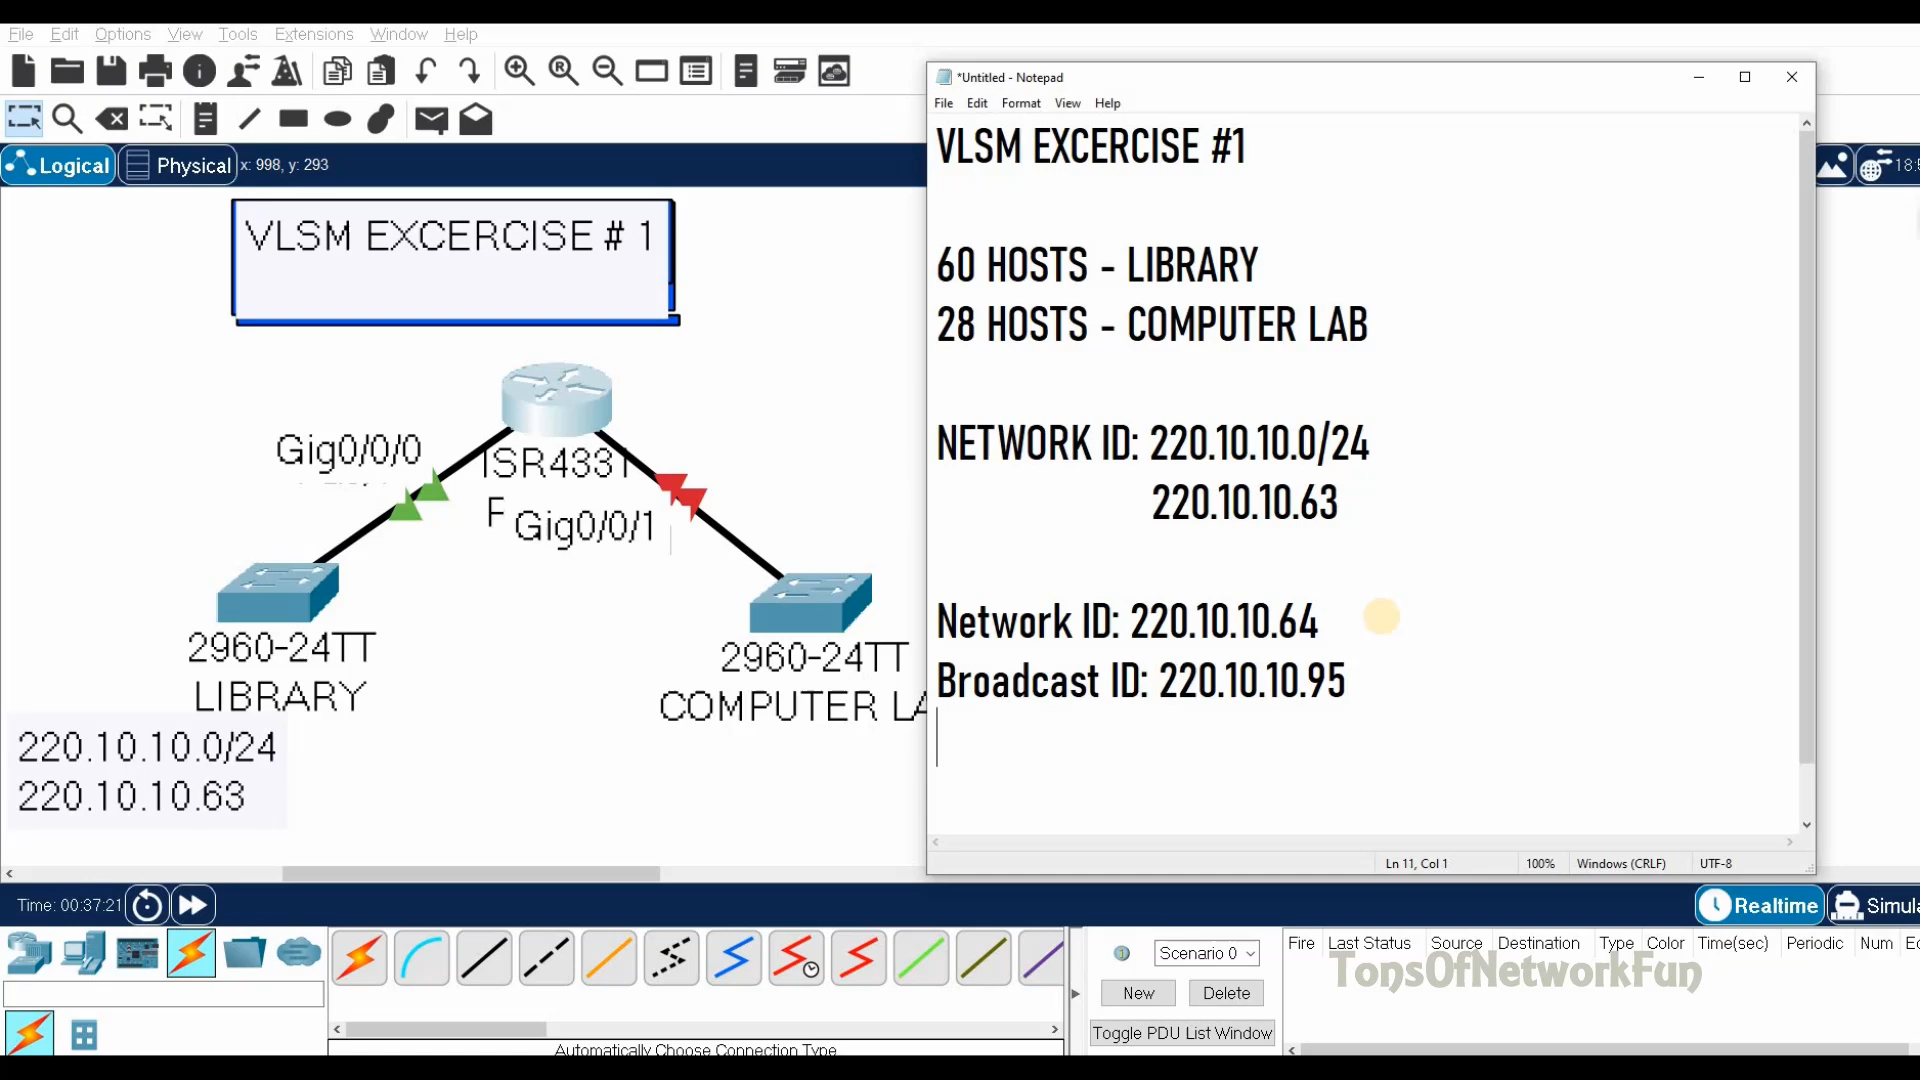 File Edit Options View Tools Extensions Window Help
Logical Physical x: 998, y: 293
VLSM EXCERCISE # 1
Gig0/0/0
ISR4331
Gig0/0/1
2960-24TT
LIBRARY
2960-24TT
COMPUTER LA
220.10.10.0/24
220.10.10.63
*Untitled - Notepad
File Edit Format View Help
VLSM EXCERCISE #1
60 HOSTS - LIBRARY
28 HOSTS - COMPUTER LAB
NETWORK ID: 220.10.10.0/24
220.10.10.63
Network ID: 220.10.10.64
Broadcast ID: 220.10.10.95
Ln 11, Col 1 100% Windows (CRLF) UTF-8
Time: 00:37:21
Realtime Simula
Scenario 0
New Delete
Toggle PDU List Window
Fire Last Status Source Destination Type Color Time(sec) Periodic Num
TonsOfNetworkFun
Automatically Choose Connection Type